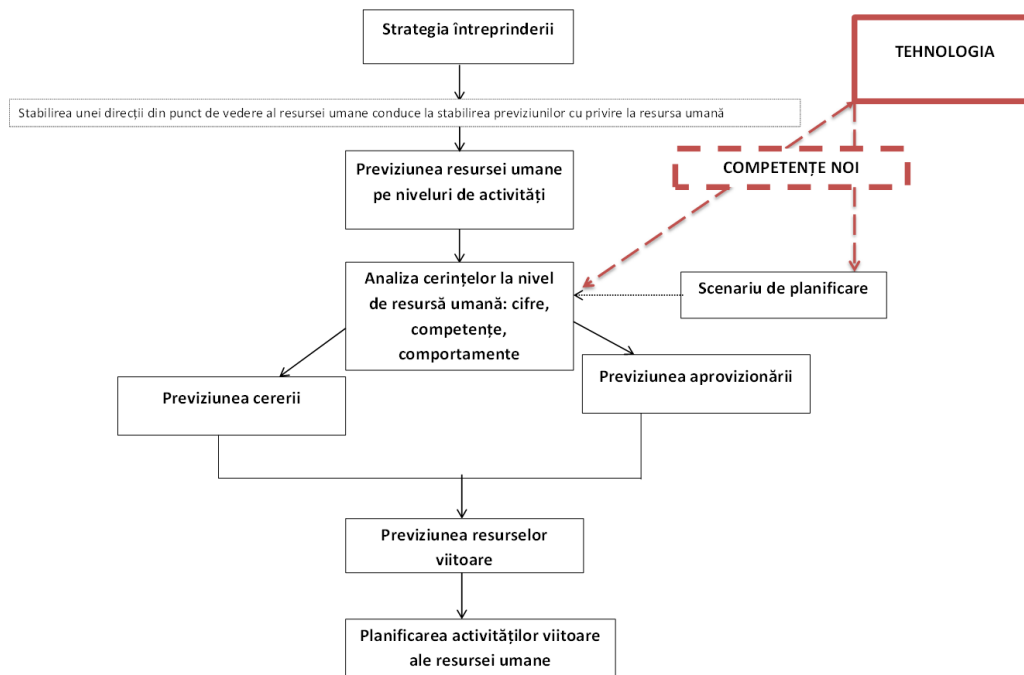 Strategia întreprinderii
TEHNOLOGIA
Stabilirea unei direcții din punct de vedere al resursei umane conduce la stabilirea previziunilor cu privire la resursa umană
Previziunea resursei umane
pe niveluri de activități
COMPETENȚE NOI
Analiza cerințelor la nivel
de resursă umană: cifre,
competențe,
comportamente
Scenariu de planificare
Previziunea cererii
Previziunea aprovizionării
Previziunea resurselor
viitoare
Planificarea activităților viitoare
ale resursei umane